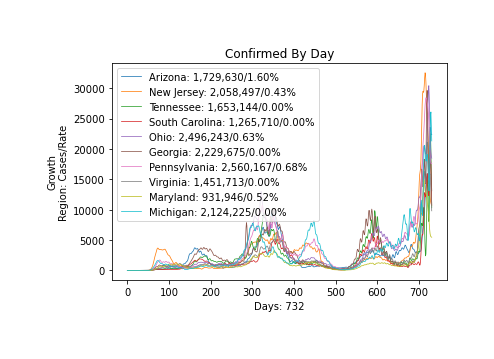 Confirmed By Day
Growth
Region: Cases/Rate
30000
25000
20000
15000
10000
5000
0
Arizona: 1,729,630/1.60%
New Jersey: 2,058,497/0.43%
Tennessee: 1,653,144/0.00%
South Carolina: 1,265,710/0.00%
Ohio: 2,496,243/0.63%
Georgia: 2,229,675/0.00%
Pennsylvania: 2,560,167/0.68%
Virginia: 1,451,713/0.00%
Maryland: 931,946/0.52%
Michigan: 2,124,225/0.00%
0 100 200 300 400 500 600 700
Days: 732